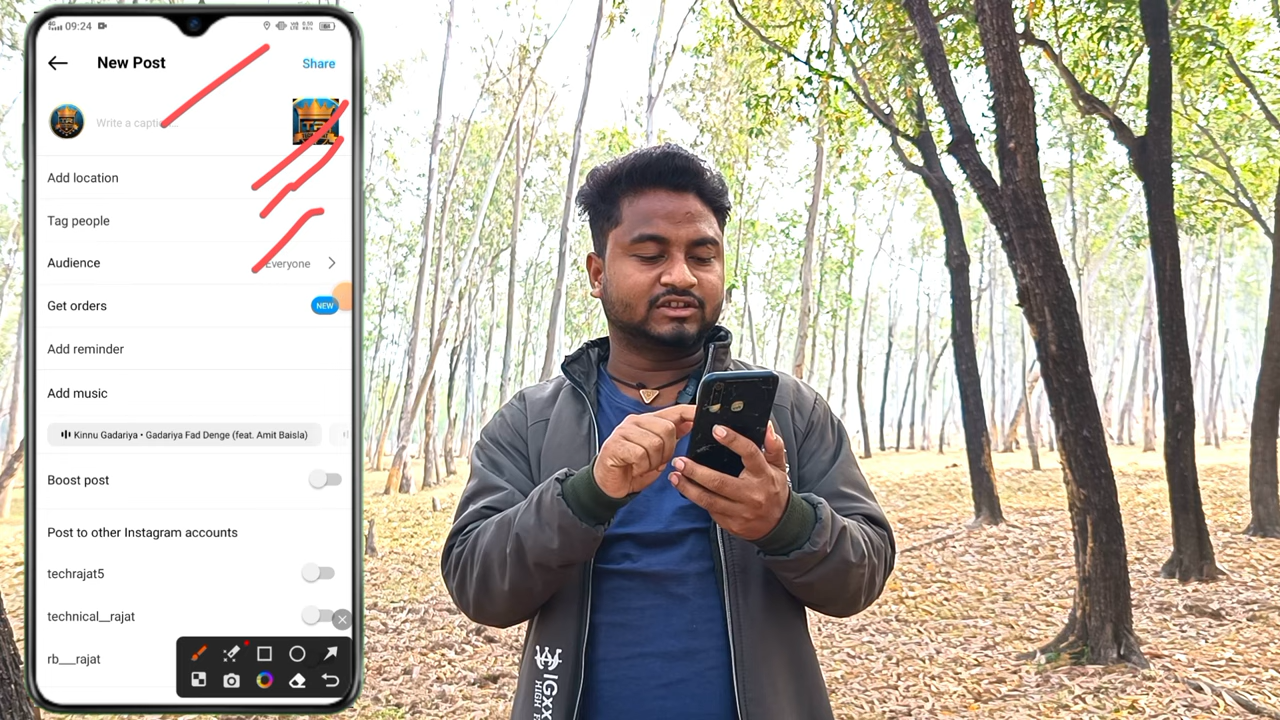 09:24
New Post
Share
Write a caption...
Add location
Tag people
Audience
Everyone
Get orders
NEW
Add reminder
Add music
Kinnu Gadariya • Gadariya Fad Denge (feat. Amit Baisla)
Boost post
Post to other Instagram accounts
techrajat5
technical__rajat
rb___rajat
IGxx
HIGH